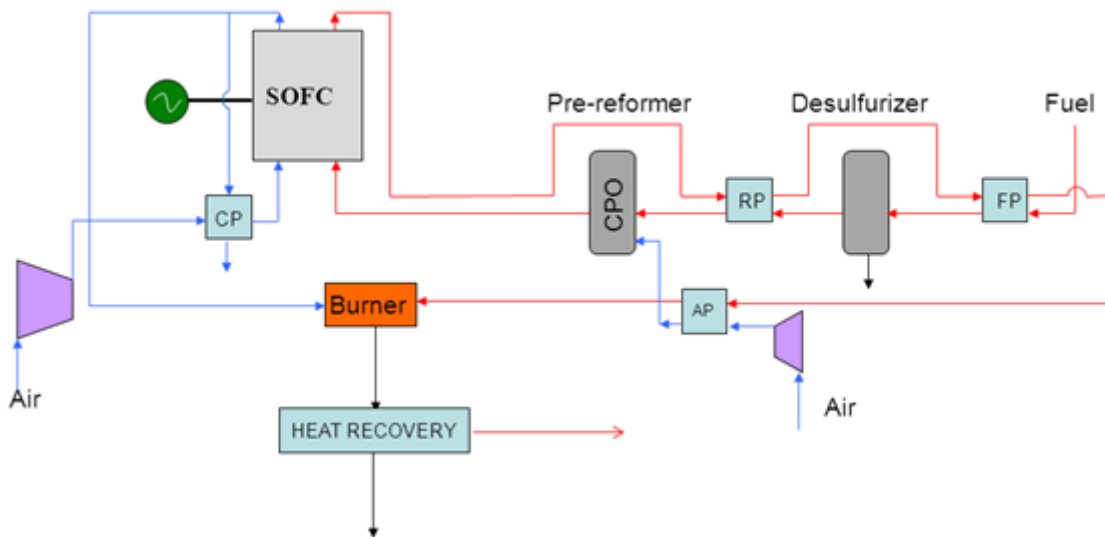 SOFC
Pre-reformer
Desulfurizer
Fuel
CPO
RP
FP
CP
Burner
AP
Air
Air
HEAT RECOVERY